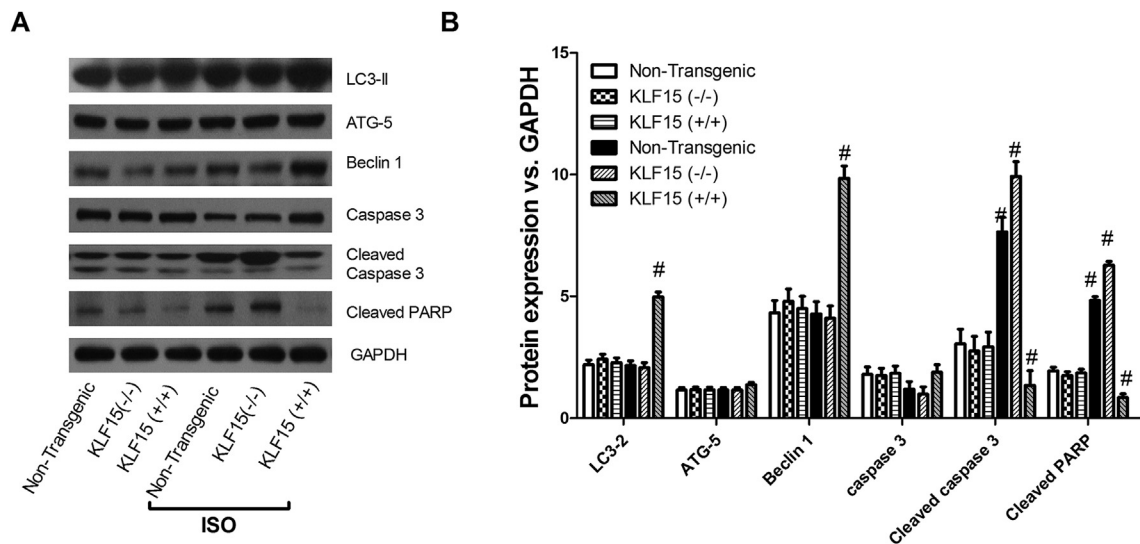 A
LC3-II
ATG-5
Beclin 1
Caspase 3
Cleaved
Caspase 3
Cleaved PARP
GAPDH
Non-Transgenic
KLF15(-/-)
KLF15 (+/+)
Non-Transgenic
KLF15(-/-)
KLF15 (+/+)
ISO
B
Protein expression vs. GAPDH
15
10
5
0
Non-Transgenic
KLF15 (-/-)
KLF15 (+/+)
Non-Transgenic
KLF15 (-/-)
KLF15 (+/+)
#
#
#
#
#
#
#
#
LC3-2
ATG-5
Beclin 1
caspase 3
Cleaved caspase 3
Cleaved PARP